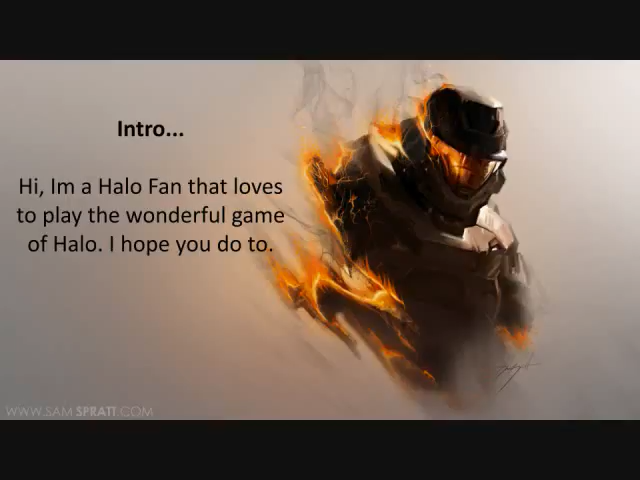 Intro...
Hi, Im a Halo Fan that loves
to play the wonderful game
of Halo. I hope you do to.
WWW.SAMSPRATT.COM